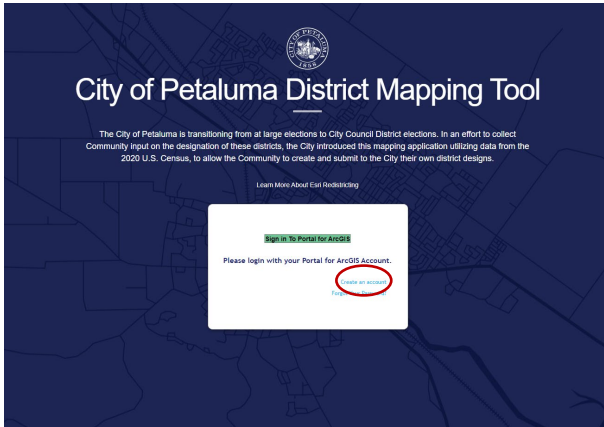 CITY OF PETALUMA
1858
City of Petaluma District Mapping Tool
The City of Petaluma is transitioning from at large elections to City Council District elections. In an effort to collect
Community input on the designation of these districts, the City introduced this mapping application utilizing data from the
2020 U.S. Census, to allow the Community to create and submit to the City their own district designs.
Learn More About Esri Redistricting
Sign in To Portal for ArcGIS
Please login with your Portal for ArcGIS Account.
Create an account